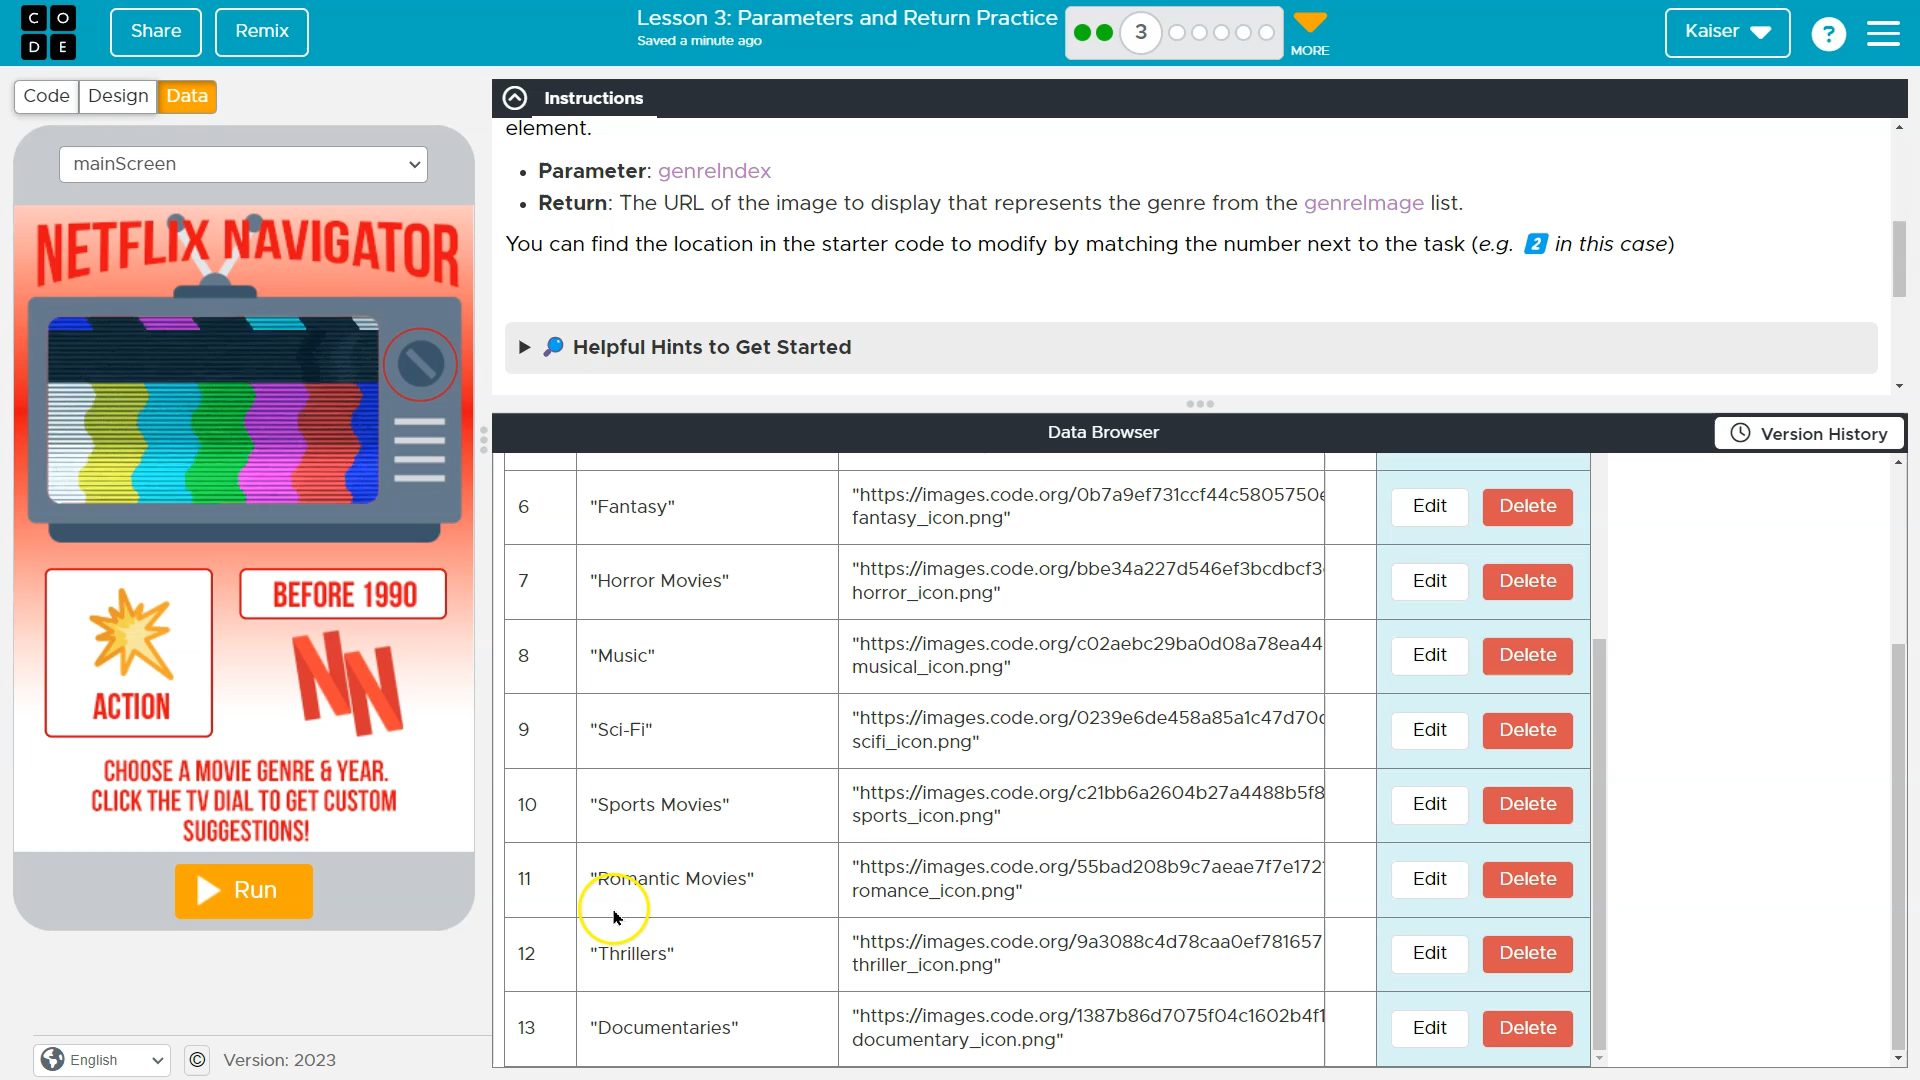 CODE
Share
Remix
Lesson 3: Parameters and Return Practice
Saved a minute ago
3
MORE
Kaiser
?
Code
Design
Data
mainScreen
NETFLIX NAVIGATOR
BEFORE 1990
ACTION
NN
CHOOSE A MOVIE GENRE & YEAR.
CLICK THE TV DIAL TO GET CUSTOM
SUGGESTIONS!
Run
English
©
Version: 2023
Instructions
element.
• Parameter: genreIndex
• Return: The URL of the image to display that represents the genre from the genreImage list.
You can find the location in the starter code to modify by matching the number next to the task (e.g. 2 in this case)
Helpful Hints to Get Started
Data Browser
Version History
6 "Fantasy" "https://images.code.org/0b7a9ef731ccf44c5805750e Edit Delete
fantasy_icon.png"
7 "Horror Movies" "https://images.code.org/bbe34a227d546ef3bcdbcf3 Edit Delete
horror_icon.png"
8 "Music" "https://images.code.org/c02aebc29ba0d08a78ea44 Edit Delete
musical_icon.png"
9 "Sci-Fi" "https://images.code.org/0239e6de458a85a1c47d70 Edit Delete
scifi_icon.png"
10 "Sports Movies" "https://images.code.org/c21bb6a2604b27a4488b5f8 Edit Delete
sports_icon.png"
11 "Romantic Movies" "https://images.code.org/55bad208b9c7aeae7f7e172 Edit Delete
romance_icon.png"
12 "Thrillers" "https://images.code.org/9a3088c4d78caa0ef781657 Edit Delete
thriller_icon.png"
13 "Documentaries" "https://images.code.org/1387b86d7075f04c1602b4f1 Edit Delete
documentary_icon.png"